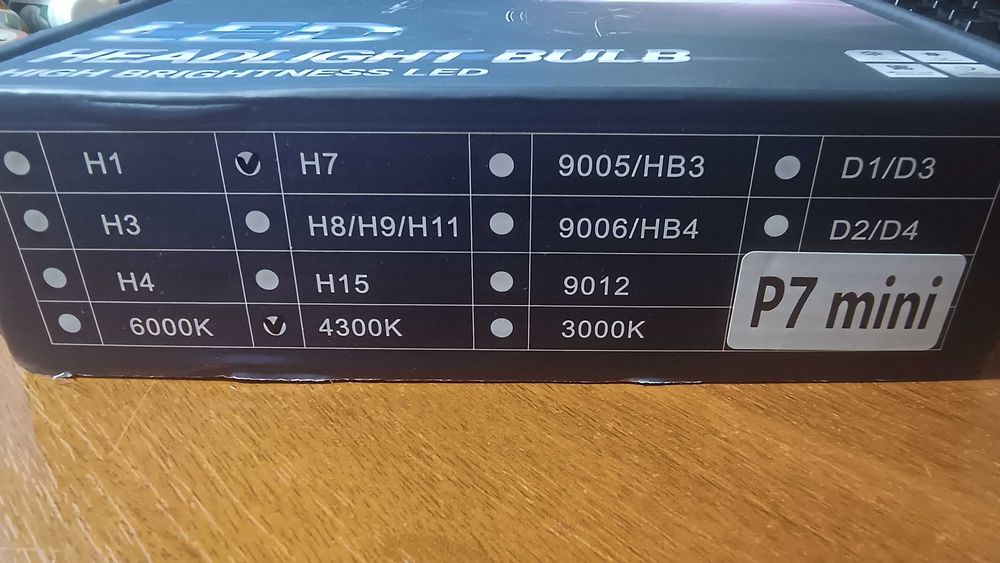 LED
HEADLIGHT BULB
HIGH BRIGHTNESS LED
H1 H7 9005/HB3 D1/D3
H3 H8/H9/H11 9006/HB4 D2/D4
H4 H15 9012
6000K 4300K 3000K
P7 mini